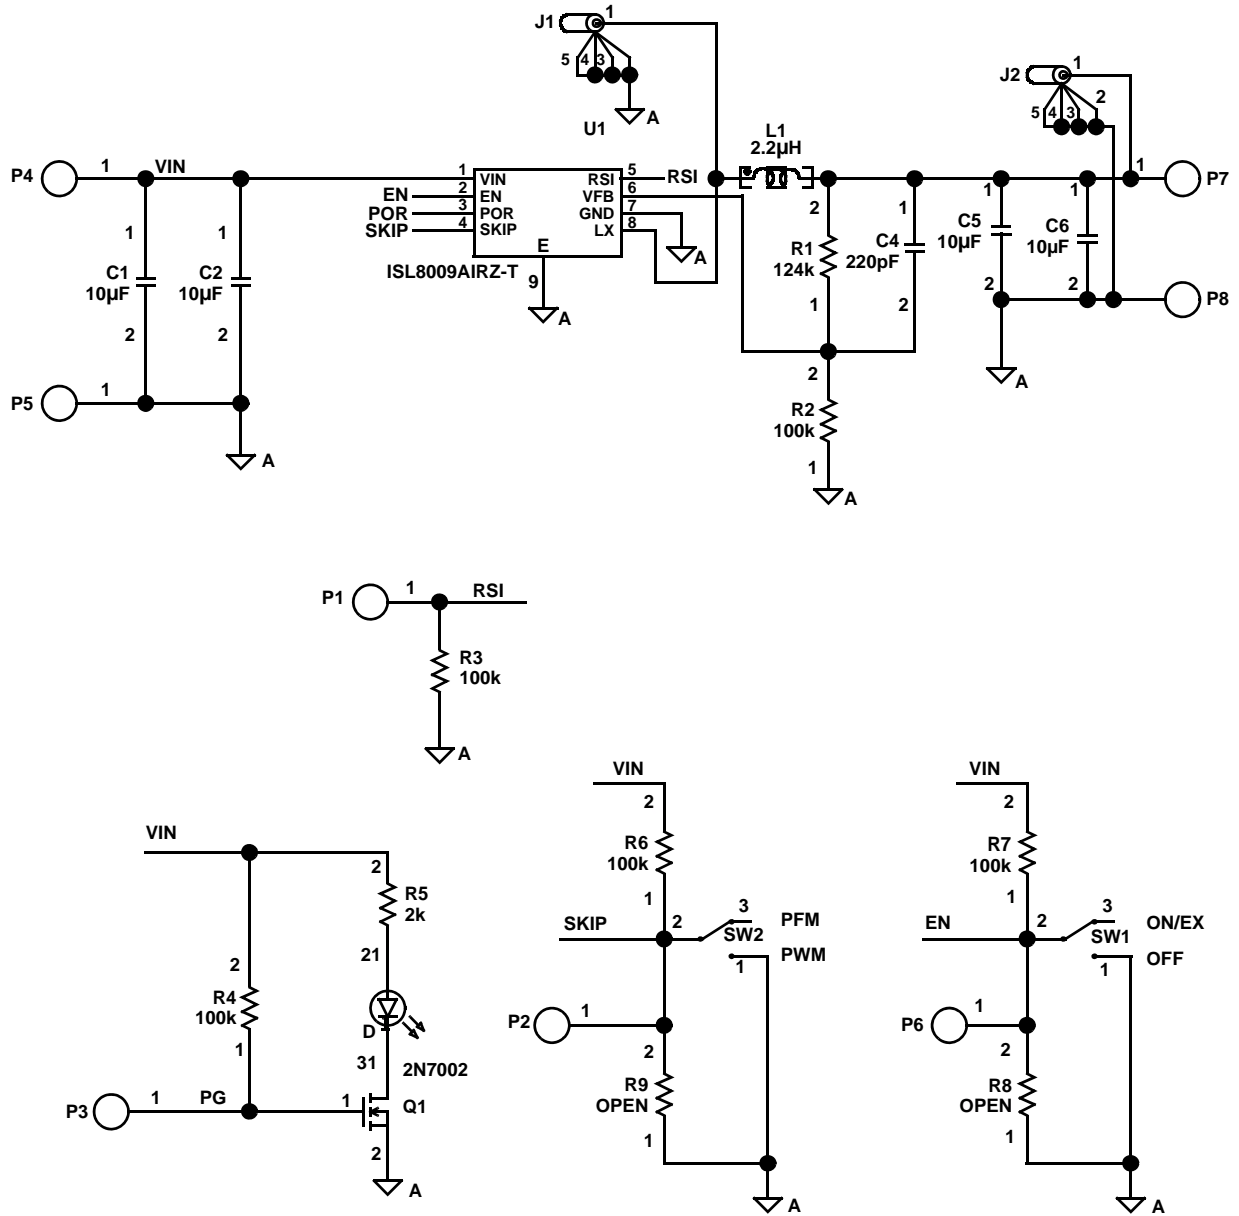 J1
1
5 4 3
A
U1
J2
1
2
5 4 3
P4
1
VIN
1
VIN
RSI
5
RSI
EN
2
EN
VFB
6
POR
3
POR
GND
7
SKIP
4
SKIP
LX
8
E
A
ISL8009AIRZ-T
9
A
L1
2.2µH
1
P7
1
C1
10µF
2
1
C2
10µF
2
P5
1
A
2
R1
124k
1
1
C4
220pF
2
1
C5
10µF
2
1
C6
10µF
2
1
P8
A
2
R2
100k
1
A
P1
1
RSI
R3
100k
A
VIN
2
R5
2k
21
D
31
2N7002
2
R4
100k
1
P3
1
PG
1
Q1
2
A
VIN
2
R6
100k
1
SKIP
2
3
PFM
SW2
PWM
1
P2
1
2
R9
OPEN
1
A
VIN
2
R7
100k
1
EN
2
3
ON/EX
SW1
OFF
1
P6
1
2
R8
OPEN
1
A